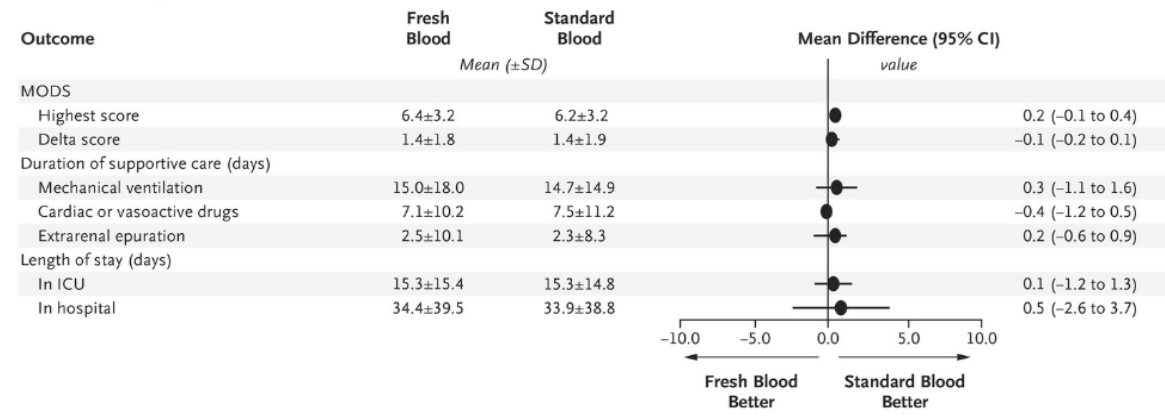 Outcome Fresh Blood Standard Blood Mean Difference (95% CI)
Mean (±SD) value
MODS
Highest score 6.4±3.2 6.2±3.2 0.2 (–0.1 to 0.4)
Delta score 1.4±1.8 1.4±1.9 –0.1 (–0.2 to 0.1)
Duration of supportive care (days)
Mechanical ventilation 15.0±18.0 14.7±14.9 0.3 (–1.1 to 1.6)
Cardiac or vasoactive drugs 7.1±10.2 7.5±11.2 –0.4 (–1.2 to 0.5)
Extrarenal epuration 2.5±10.1 2.3±8.3 0.2 (–0.6 to 0.9)
Length of stay (days)
In ICU 15.3±15.4 15.3±14.8 0.1 (–1.2 to 1.3)
In hospital 34.4±39.5 33.9±38.8 0.5 (–2.6 to 3.7)
–10.0 –5.0 0.0 5.0 10.0
Fresh Blood Better Standard Blood Better